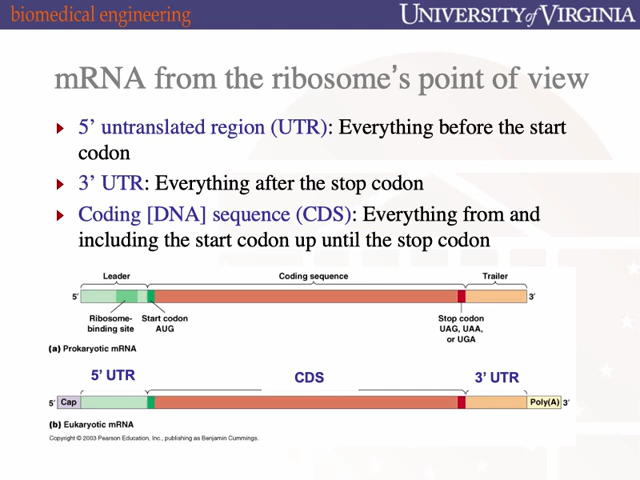 biomedical engineering
UNIVERSITY of VIRGINIA
mRNA from the ribosome's point of view
5' untranslated region (UTR): Everything before the start
codon
3' UTR: Everything after the stop codon
Coding [DNA] sequence (CDS): Everything from and
including the start codon up until the stop codon
Leader Coding sequence Trailer
5' 3'
Ribosome- Start codon Stop codon
binding site AUG UAG, UAA,
or UGA
(a) Prokaryotic mRNA
5' UTR CDS 3' UTR
5' Cap Poly(A) 3'
(b) Eukaryotic mRNA
Copyright © 2003 Pearson Education, Inc., publishing as Benjamin Cummings.